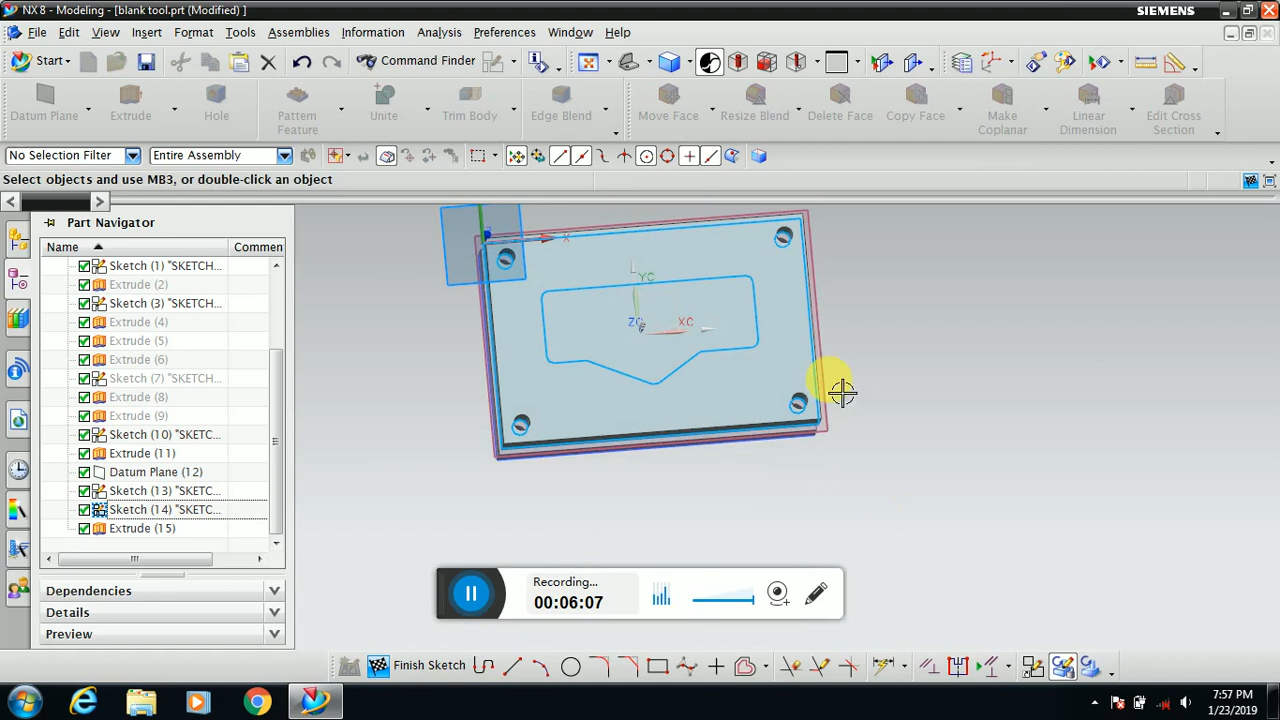 NX 8 - Modeling - [blank tool.prt (Modified) ]
SIEMENS
File Edit View Insert Format Tools Assemblies Information Analysis Preferences Window Help
Start Command Finder
Datum Plane Extrude Hole Pattern Feature Unite Trim Body Edge Blend Move Face Resize Blend Delete Face Copy Face Make Coplanar Linear Dimension Edit Cross Section
No Selection Filter Entire Assembly
Select objects and use MB3, or double-click an object
Part Navigator
Name Commen
Sketch (1) "SKETCH...
Extrude (2)
Sketch (3) "SKETCH...
Extrude (4)
Extrude (5)
Extrude (6)
Sketch (7) "SKETCH...
Extrude (8)
Extrude (9)
Sketch (10) "SKETC...
Extrude (11)
Datum Plane (12)
Sketch (13) "SKETC...
Sketch (14) "SKETC...
Extrude (15)
Dependencies
Details
Preview
X
YC
ZC XC
Recording...
00:06:07
Finish Sketch
7:57 PM
1/23/2019